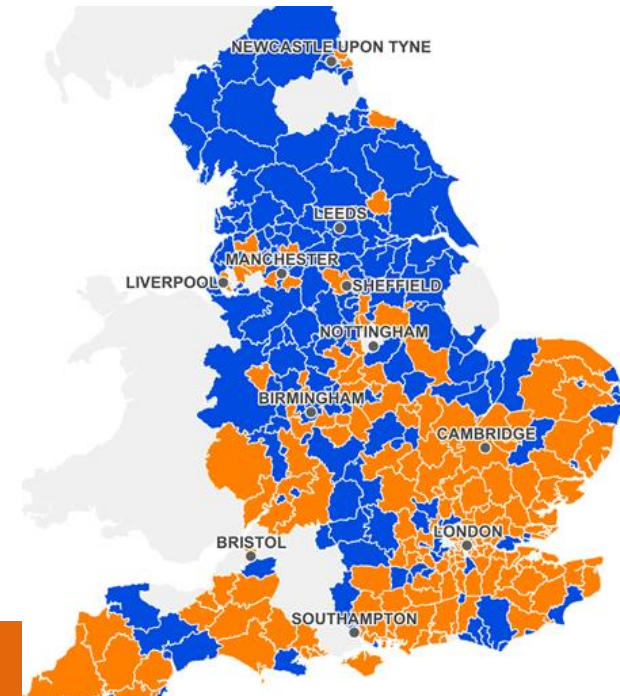 NEWCASTLE UPON TYNE
LEEDS
MANCHESTER
LIVERPOOL
SHEFFIELD
NOTTINGHAM
BIRMINGHAM
CAMBRIDGE
LONDON
BRISTOL
SOUTHAMPTON